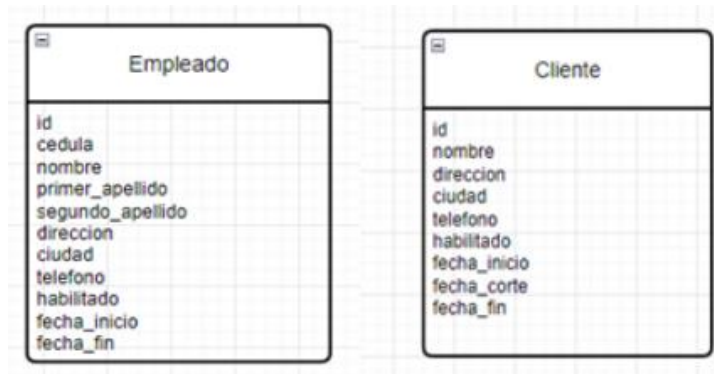 Empleado
id
cedula
nombre
primer_apellido
segundo_apellido
direccion
ciudad
telefono
habilitado
fecha_inicio
fecha_fin
Cliente
id
nombre
direccion
ciudad
telefono
habilitado
fecha_inicio
fecha_corte
fecha_fin